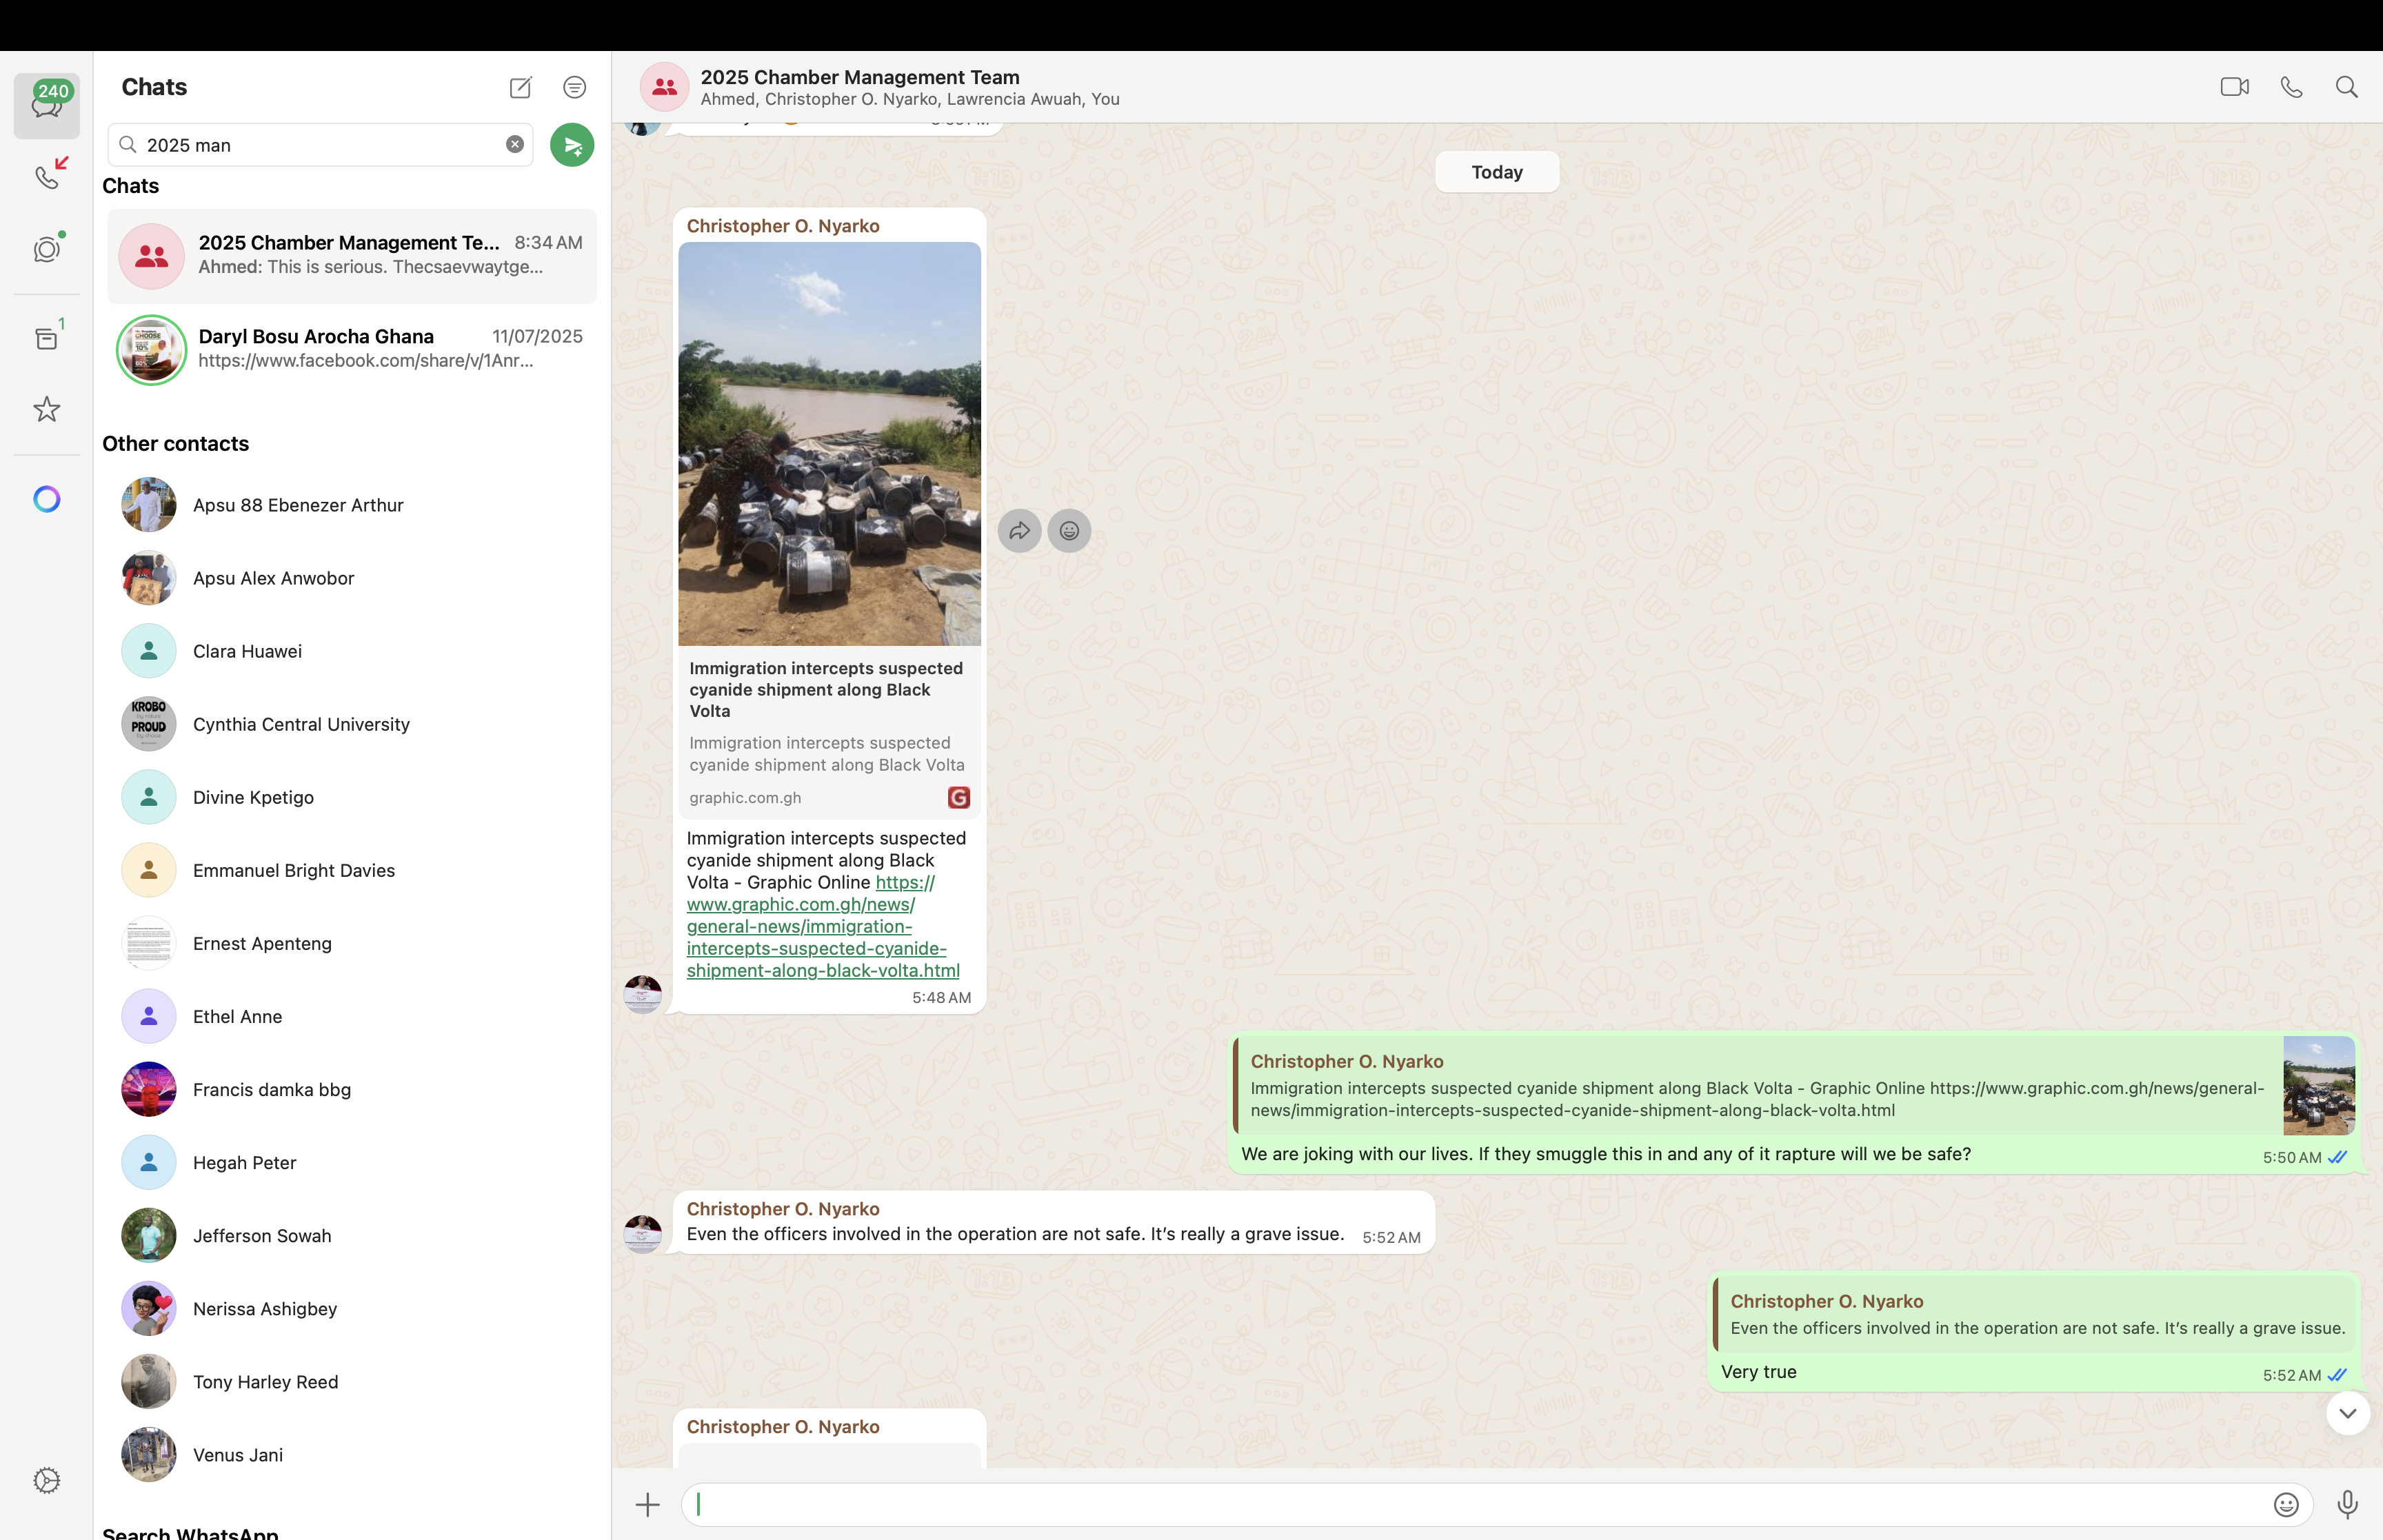 240
Chats
2025 man
Chats
2025 Chamber Management Te... 8:34 AM
Ahmed: This is serious. Thecsaevwaytge...
Daryl Bosu Arocha Ghana 11/07/2025
https://www.facebook.com/share/v/1Anr...
1
Other contacts
Apsu 88 Ebenezer Arthur
Apsu Alex Anwobor
Clara Huawei
KROBO
PROUD
Cynthia Central University
Divine Kpetigo
Emmanuel Bright Davies
Ernest Apenteng
Ethel Anne
Francis damka bbg
Hegah Peter
Jefferson Sowah
Nerissa Ashigbey
Tony Harley Reed
Venus Jani
Search WhatsApp
2025 Chamber Management Team
Ahmed, Christopher O. Nyarko, Lawrencia Awuah, You
Today
Christopher O. Nyarko
Immigration intercepts suspected
cyanide shipment along Black
Volta
Immigration intercepts suspected
cyanide shipment along Black Volta
graphic.com.gh
G
Immigration intercepts suspected
cyanide shipment along Black
Volta - Graphic Online https://
www.graphic.com.gh/news/
general-news/immigration-
intercepts-suspected-cyanide-
shipment-along-black-volta.html
5:48 AM
Christopher O. Nyarko
Immigration intercepts suspected cyanide shipment along Black Volta - Graphic Online https://www.graphic.com.gh/news/general-
news/immigration-intercepts-suspected-cyanide-shipment-along-black-volta.html
We are joking with our lives. If they smuggle this in and any of it rapture will we be safe? 5:50 AM
Christopher O. Nyarko
Even the officers involved in the operation are not safe. It's really a grave issue. 5:52 AM
Christopher O. Nyarko
Even the officers involved in the operation are not safe. It's really a grave issue.
Very true 5:52 AM
Christopher O. Nyarko